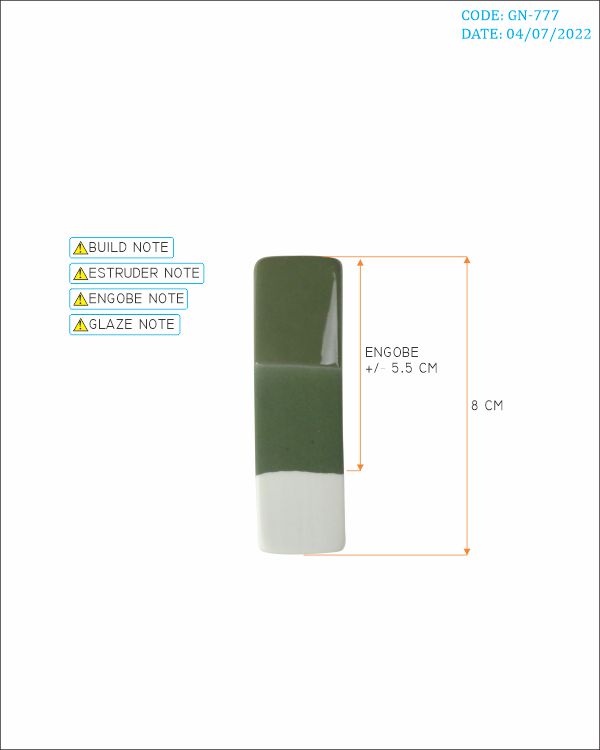 CODE: GN-777
DATE: 04/07/2022
BUILD NOTE
ESTRUDER NOTE
ENGOBE NOTE
GLAZE NOTE
ENGOBE
+/- 5.5 CM
8 CM